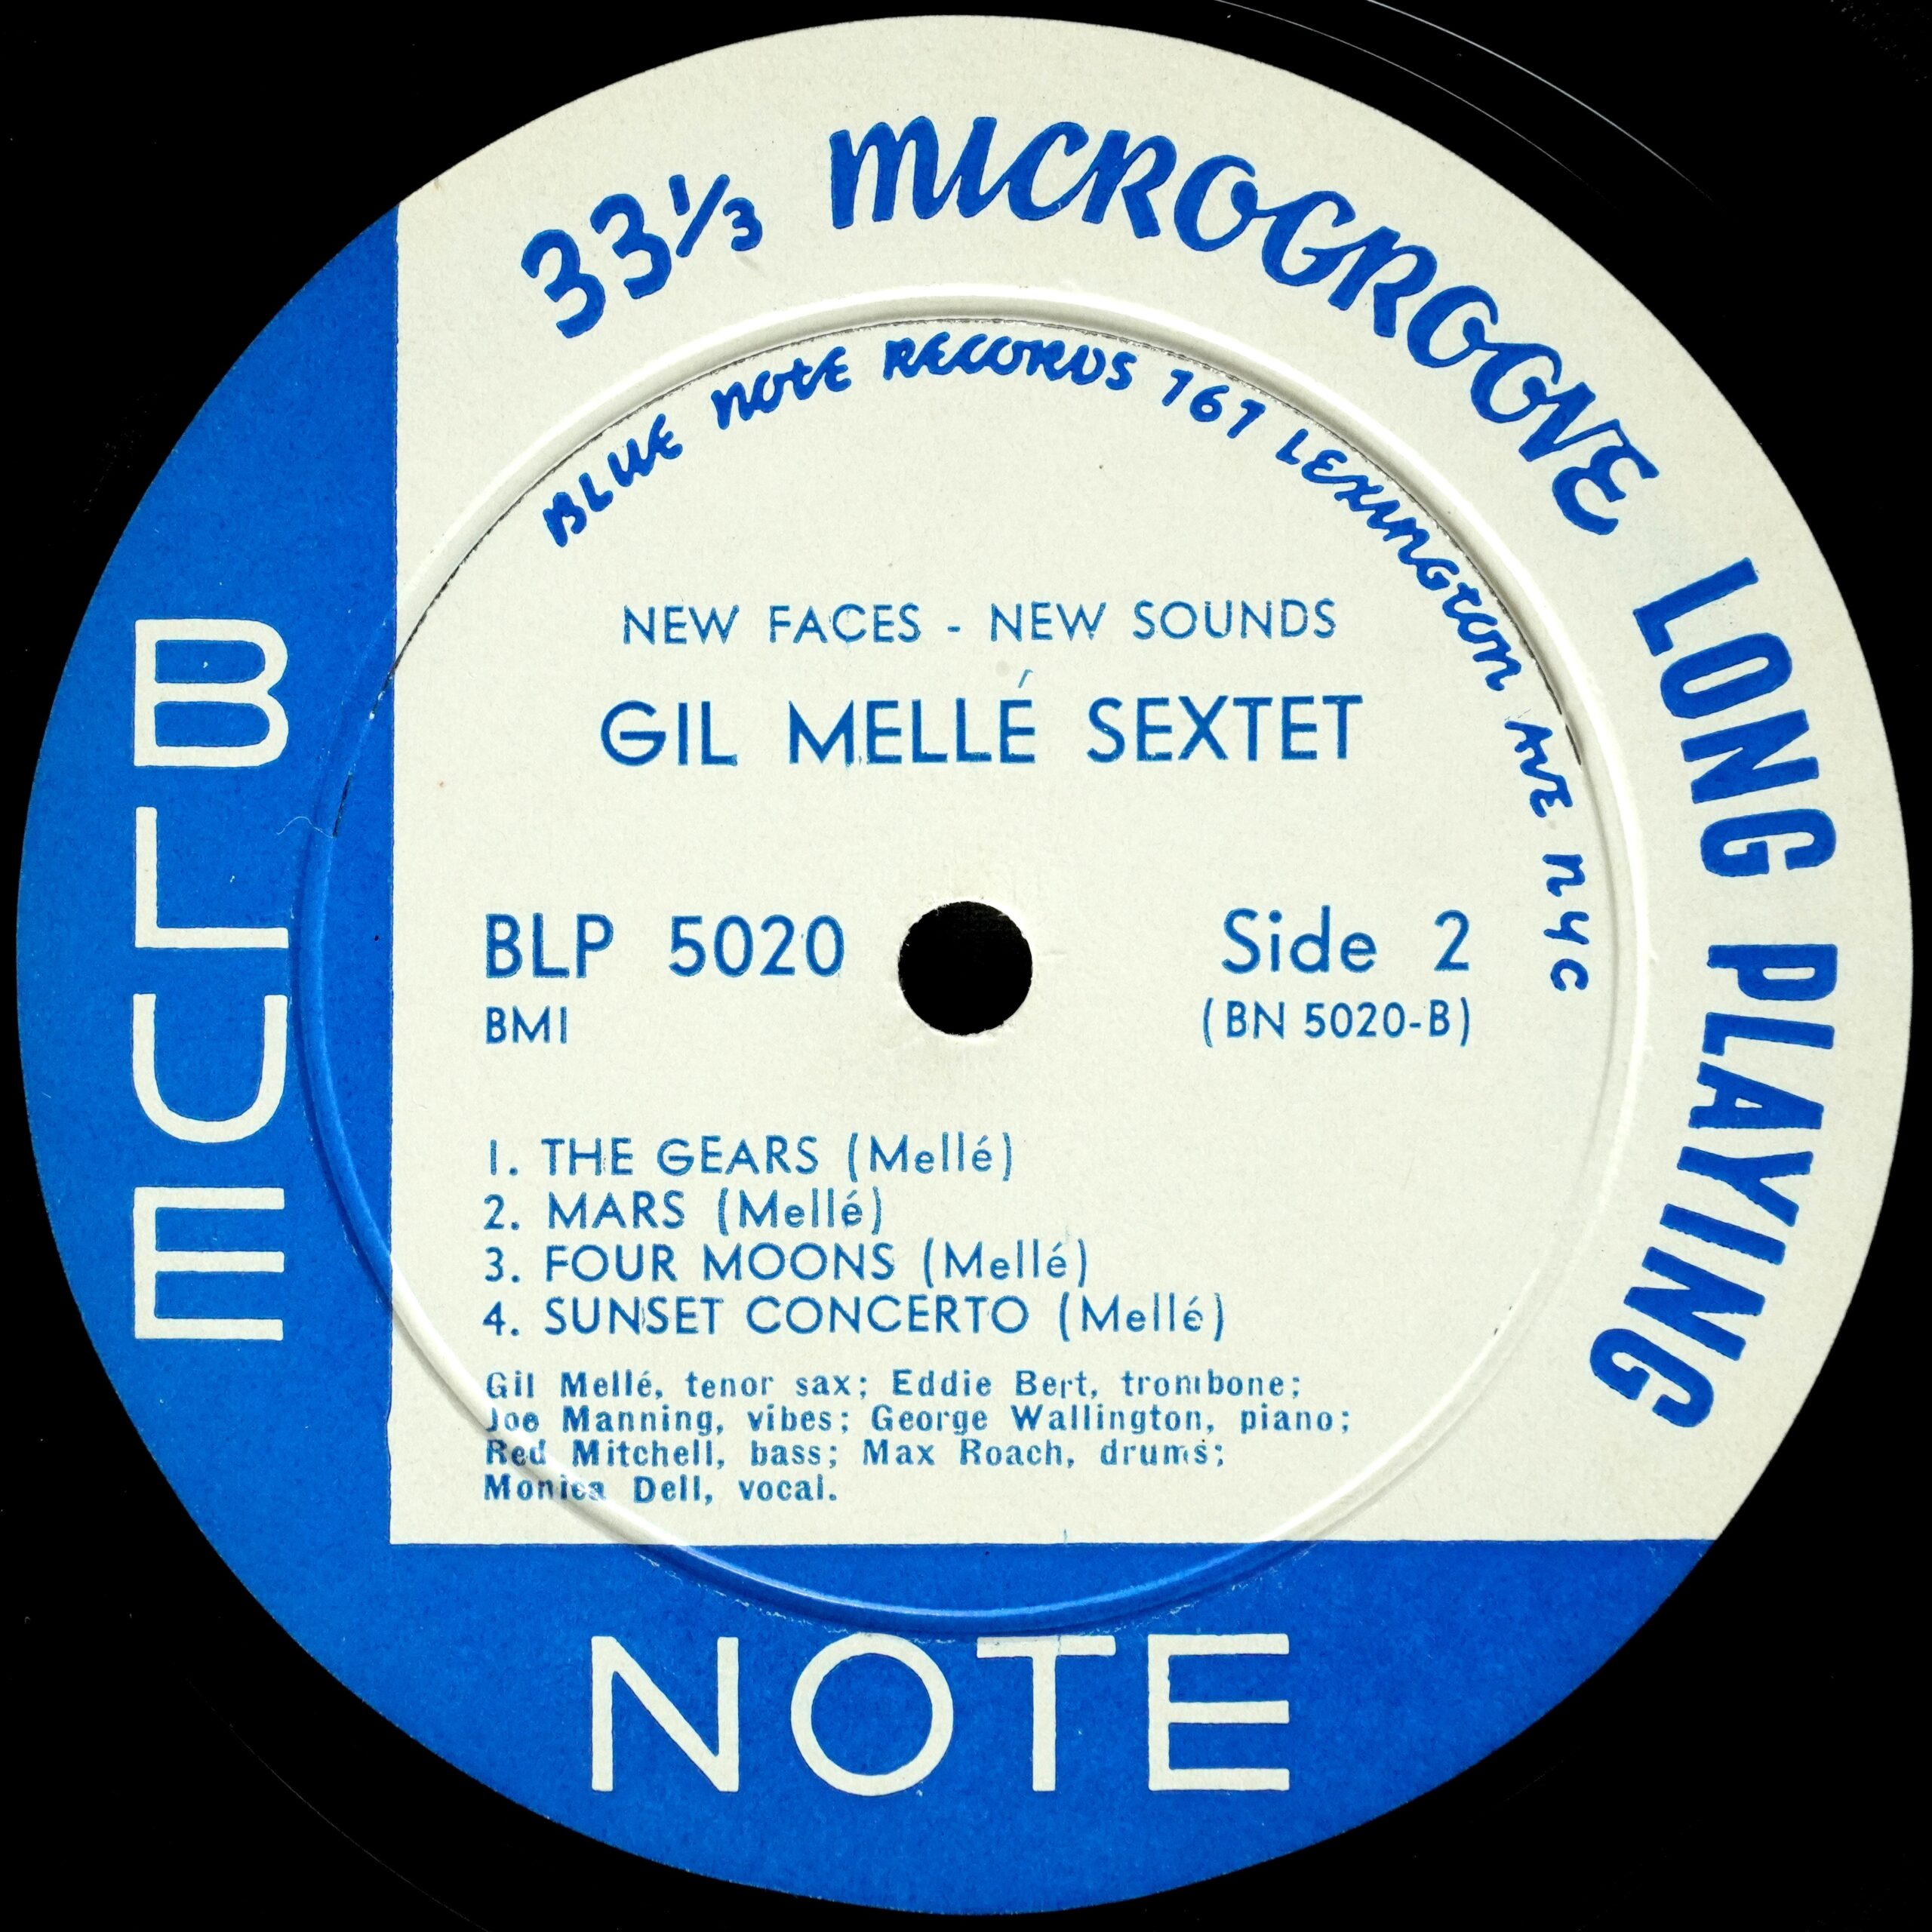 33⅓ MICROGROOVE LONG PLAYING
BLUE NOTE RECORDS 767 LEXINGTON AVE NYC
NEW FACES - NEW SOUNDS
GIL MELLÉ SEXTET
BLP 5020
Side 2
BMI
(BN 5020-B)
1. THE GEARS (Mellé)
2. MARS (Mellé)
3. FOUR MOONS (Mellé)
4. SUNSET CONCERTO (Mellé)
Gil Mellé, tenor sax; Eddie Bert, trombone;
Joe Manning, vibes; George Wallington, piano;
Red Mitchell, bass; Max Roach, drums;
Monica Dell, vocal.
BLUE
NOTE